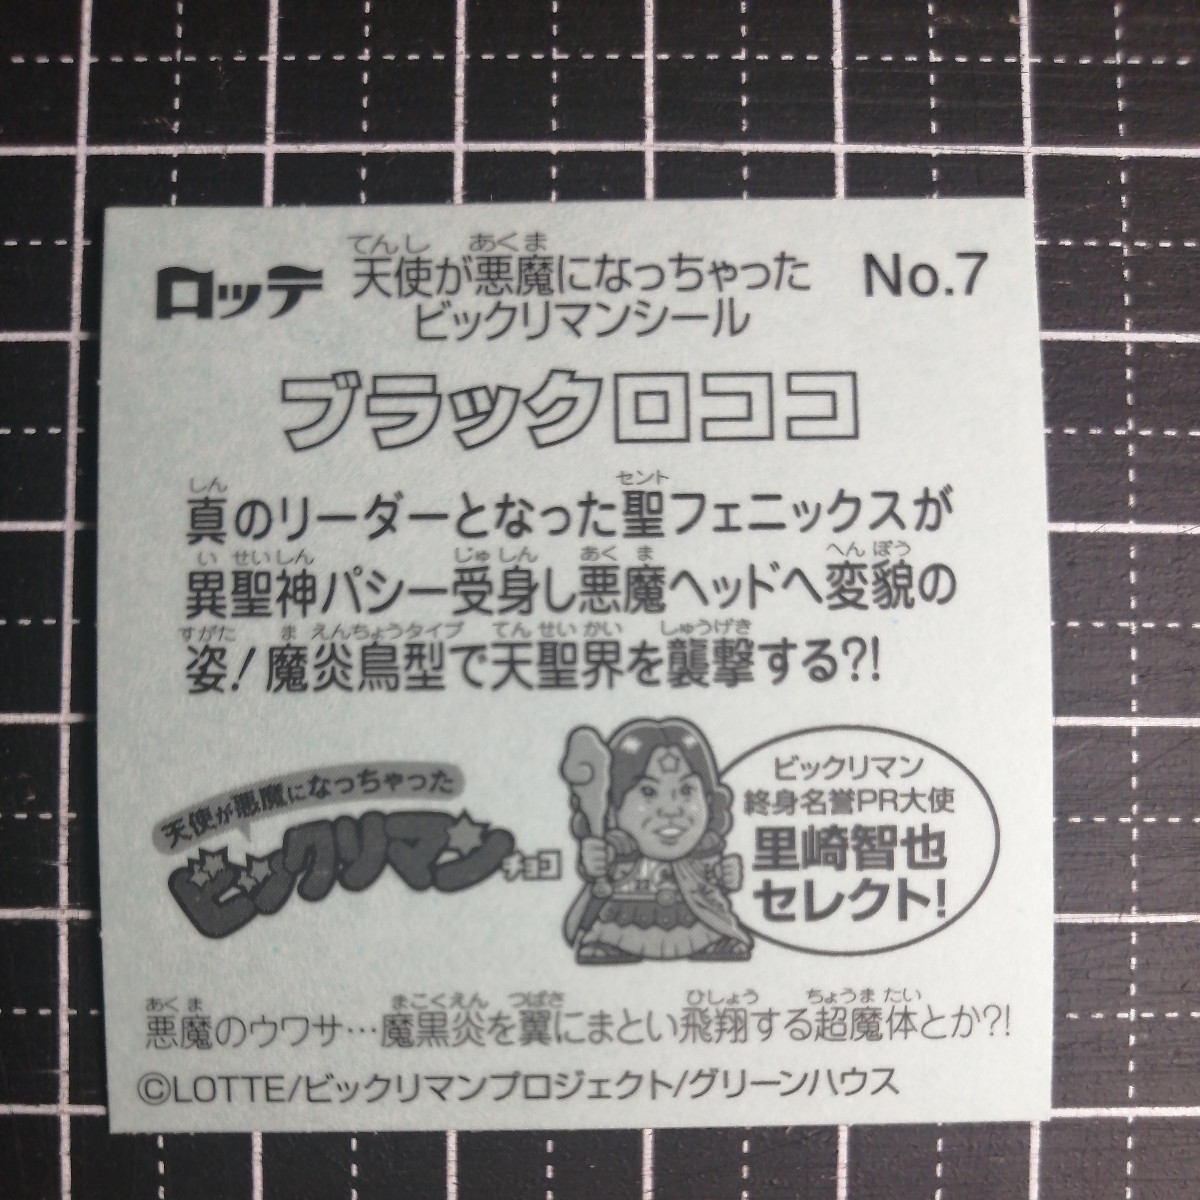 ロッテ
天使が悪魔になっちゃった
てんし あくま
ビックリマンシール
No.7
ブラックロココ
しん セント
真のリーダーとなった聖フェニックスが
い せいしん じゅしん あくま へんぼう
異聖神パシー受身し悪魔ヘッドへ変貌の
すがた ま えんちょうタイプ てんせいかい しゅうげき
姿!魔炎鳥型で天聖界を襲撃する?!
天使が悪魔になっちゃった
ビックリマン
チョコ
22
ビックリマン
終身名誉PR大使
里崎智也
セレクト!
あくま まこくえん つばさ ひしょう ちょうまたい
悪魔のウワサ…魔黒炎を翼にまとい飛翔する超魔体とか?!
©LOTTE/ビックリマンプロジェクト/グリーンハウス